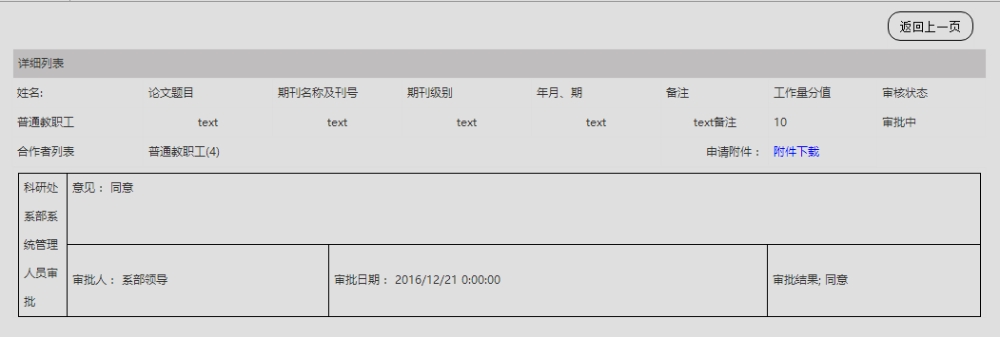 返回上一页
详细列表
姓名: 论文题目 期刊名称及刊号 期刊级别 年月、期 备注 工作量分值 审核状态
普通教职工 text text text text text备注 10 审批中
合作者列表 普通教职工(4) 申请附件： 附件下载
科研处
系部系
统管理
人员审
批
意见： 同意
审批人： 系部领导 审批日期： 2016/12/21 0:00:00 审批结果; 同意